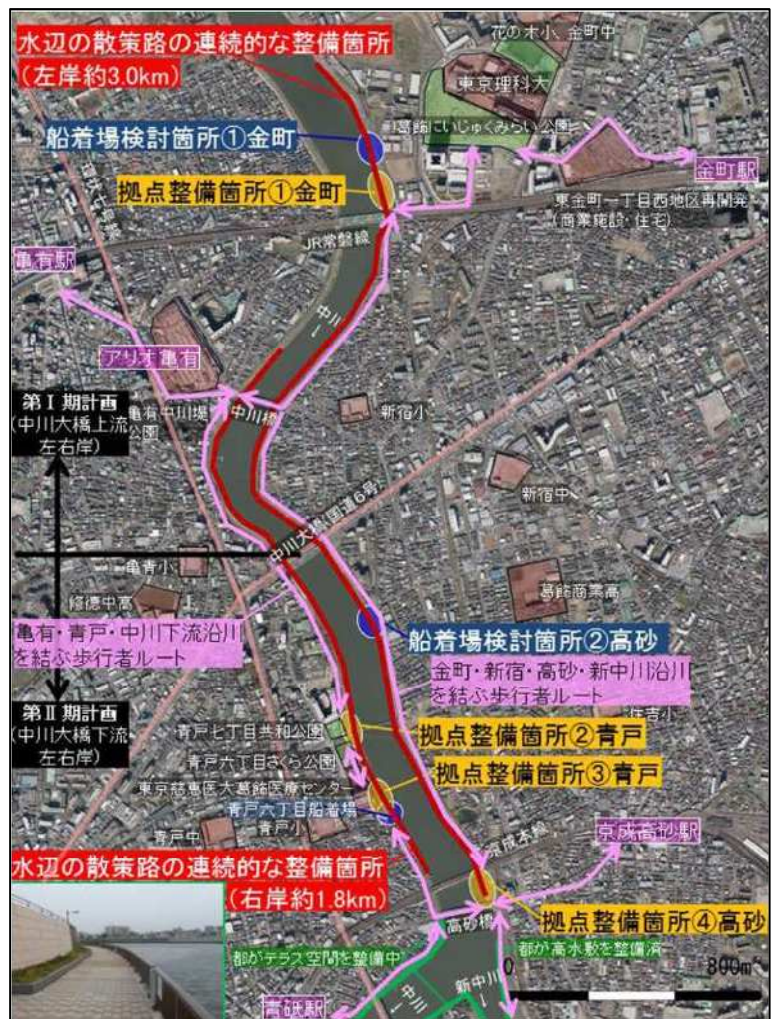 水辺の散策路の連続的な整備箇所
(左岸約3.0km)
花の木小、金町中
東京理科大
葛飾にいじゅくみらい公園
船着場検討箇所①金町
拠点整備箇所①金町
金町駅
東金町一丁目西地区再開発
(商業施設・住宅)
環状七号線
JR常磐線
亀有駅
中川
アリオ亀有
第Ⅰ期計画
(中川大橋上流
左右岸)
亀有中川堤
公園
中川橋
新宿小
新宿中
中川大橋(国道6号)
亀青小
修徳中高
葛飾商業高
船着場検討箇所②高砂
亀有・青戸・中川下流沿川
を結ぶ歩行者ルート
金町・新宿・高砂・新中川沿川
を結ぶ歩行者ルート
第Ⅱ期計画
(中川大橋下流
左右岸)
住吉小
青戸七丁目共和公園
拠点整備箇所②青戸
青戸六丁目さくら公園
拠点整備箇所③青戸
東京慈恵医大葛飾医療センター
青戸六丁目船着場
青戸小
青戸中
京成本線
京成高砂駅
水辺の散策路の連続的な整備箇所
(右岸約1.8km)
拠点整備箇所④高砂
高砂橋
都がテラス空間を整備中
都が高水敷を整備済
0
800m
新中川
中川
青砥駅